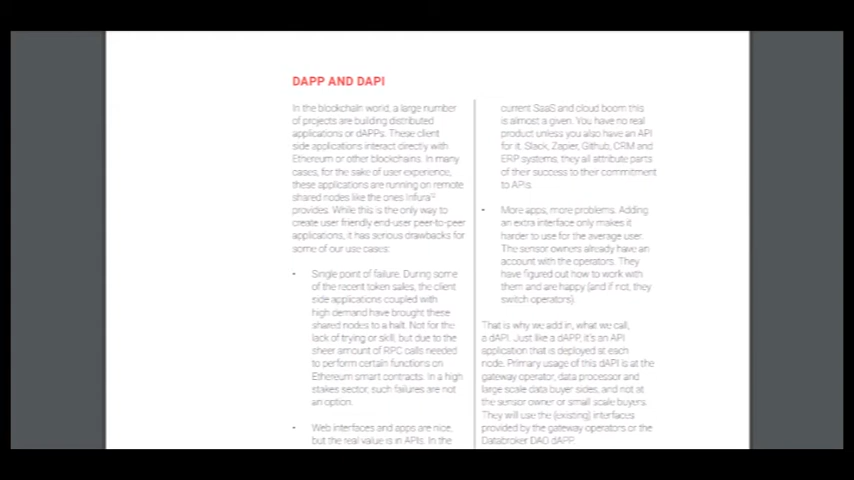 DAPP AND DAPI
In the blockchain world, a large number
of projects are building distributed
applications or dAPPs. These client
side applications interact directly with
Ethereum or other blockchains. In many
cases, for the sake of user experience,
these applications are running on remote
shared nodes like the ones Infura¹²
provides. While this is the only way to
create user friendly end-user peer-to-peer
applications, it has serious drawbacks for
some of our use cases:
• Single point of failure. During some
of the recent token sales, the client
side applications coupled with
high demand have brought these
shared nodes to a halt. Not for the
lack of trying or skill, but due to the
sheer amount of RPC calls needed
to perform certain functions on
Ethereum smart contracts. In a high
stakes sector, such failures are not
an option.
• Web interfaces and apps are nice,
but the real value is in APIs. In the
current SaaS and cloud boom this
is almost a given. You have no real
product unless you also have an API
for it. Slack, Zapier, Github, CRM and
ERP systems, they all attribute parts
of their success to their commitment
to APIs.
• More apps, more problems. Adding
an extra interface only makes it
harder to use for the average user.
The sensor owners already have an
account with the operators. They
have figured out how to work with
them and are happy (and if not, they
switch operators).
That is why we add in, what we call,
a dAPI. Just like a dAPP, it's an API
application that is deployed at each
node. Primary usage of this dAPI is at the
gateway operator, data processor and
large scale data buyer sides, and not at
the sensor owner or small scale buyers.
They will use the (existing) interfaces
provided by the gateway operators or the
Databroker DAO dAPP.